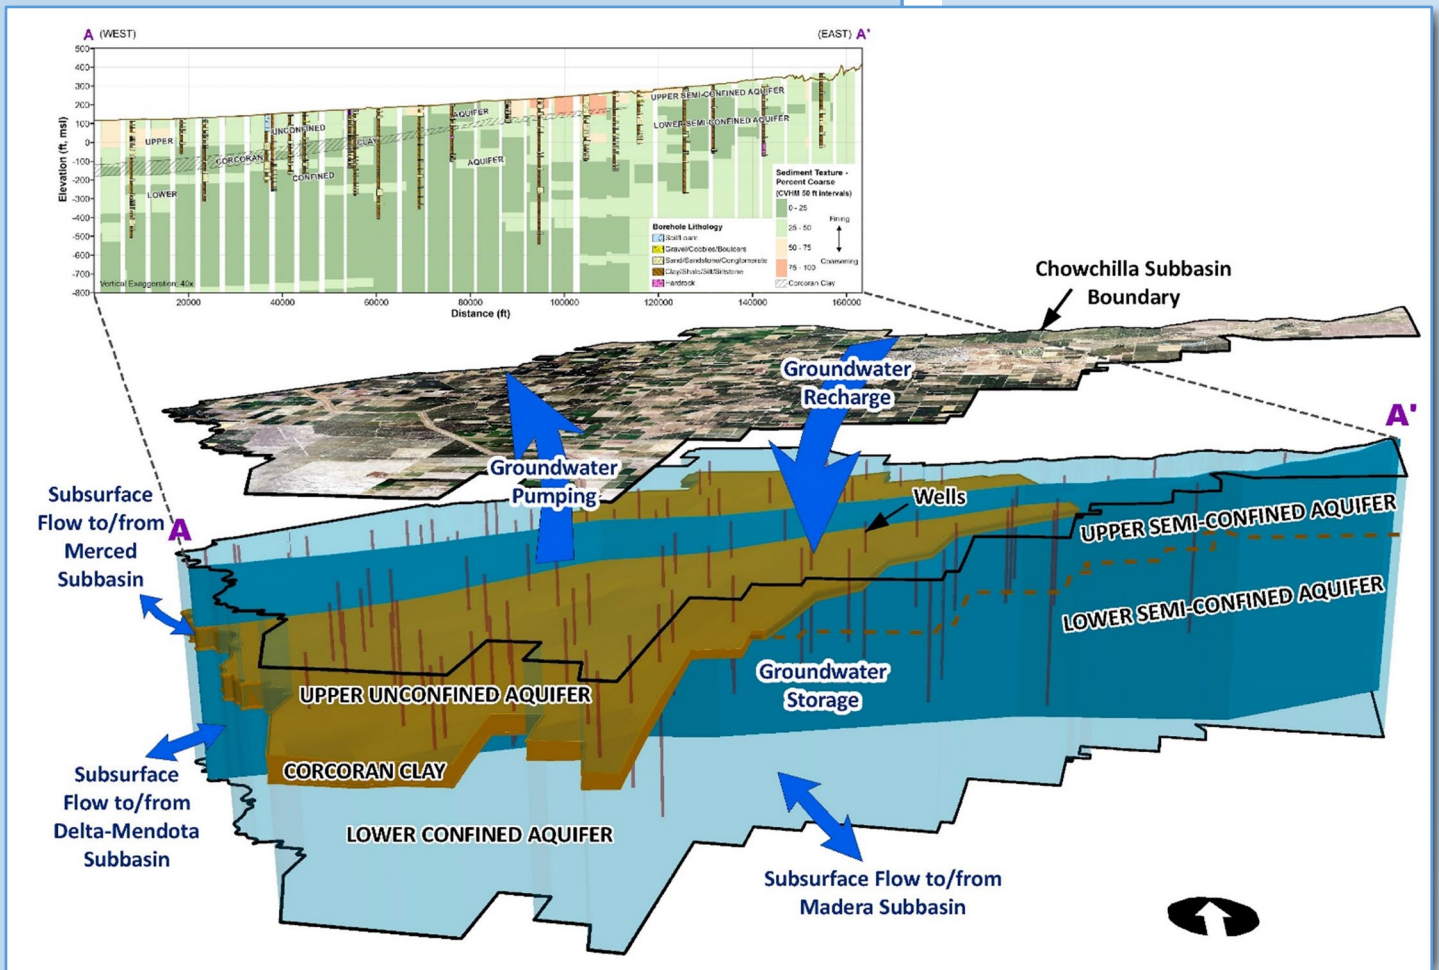 A (WEST)
(EAST) A'
500
400
300
200
100
0
-100
-200
-300
-400
-500
-600
-700
-800
Elevation (ft, msl)
UPPER
UNCONFINED
AQUIFER
UPPER SEMI-CONFINED AQUIFER
CORCORAN
CLAY
LOWER SEMI-CONFINED AQUIFER
LOWER
CONFINED
AQUIFER
Sediment Texture -
Percent Coarse
(CVHM 50 ft intervals)
0 - 25
25 - 50
50 - 75
75 - 100
Corcoran Clay
Fining
Coarsening
Borehole Lithology
Soil/Loam
Gravel/Cobbles/Boulders
Sand/Sandstone/Conglomerate
Clay/Shale/Silt/Siltstone
Hardrock
Vertical Exaggeration: 40x
20000
40000
60000
80000
100000
120000
140000
160000
Distance (ft)
Chowchilla Subbasin
Boundary
Groundwater
Recharge
A'
Groundwater
Pumping
Wells
Subsurface
Flow to/from
Merced
Subbasin
A
UPPER SEMI-CONFINED AQUIFER
LOWER SEMI-CONFINED AQUIFER
Groundwater
Storage
UPPER UNCONFINED AQUIFER
CORCORAN CLAY
Subsurface
Flow to/from
Delta-Mendota
Subbasin
LOWER CONFINED AQUIFER
Subsurface Flow to/from
Madera Subbasin